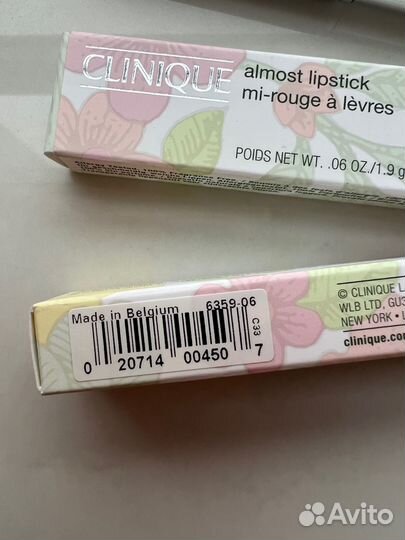 CLINIQUE
almost lipstick
mi-rouge à lèvres
POIDS NET WT. .06 OZ./1.9 g
Made in Belgium 6359-06
C33
0 20714 00450 7
© CLINIQUE L
WLB LTD, GU3
NEW YORK • L
clinique.co
Avito